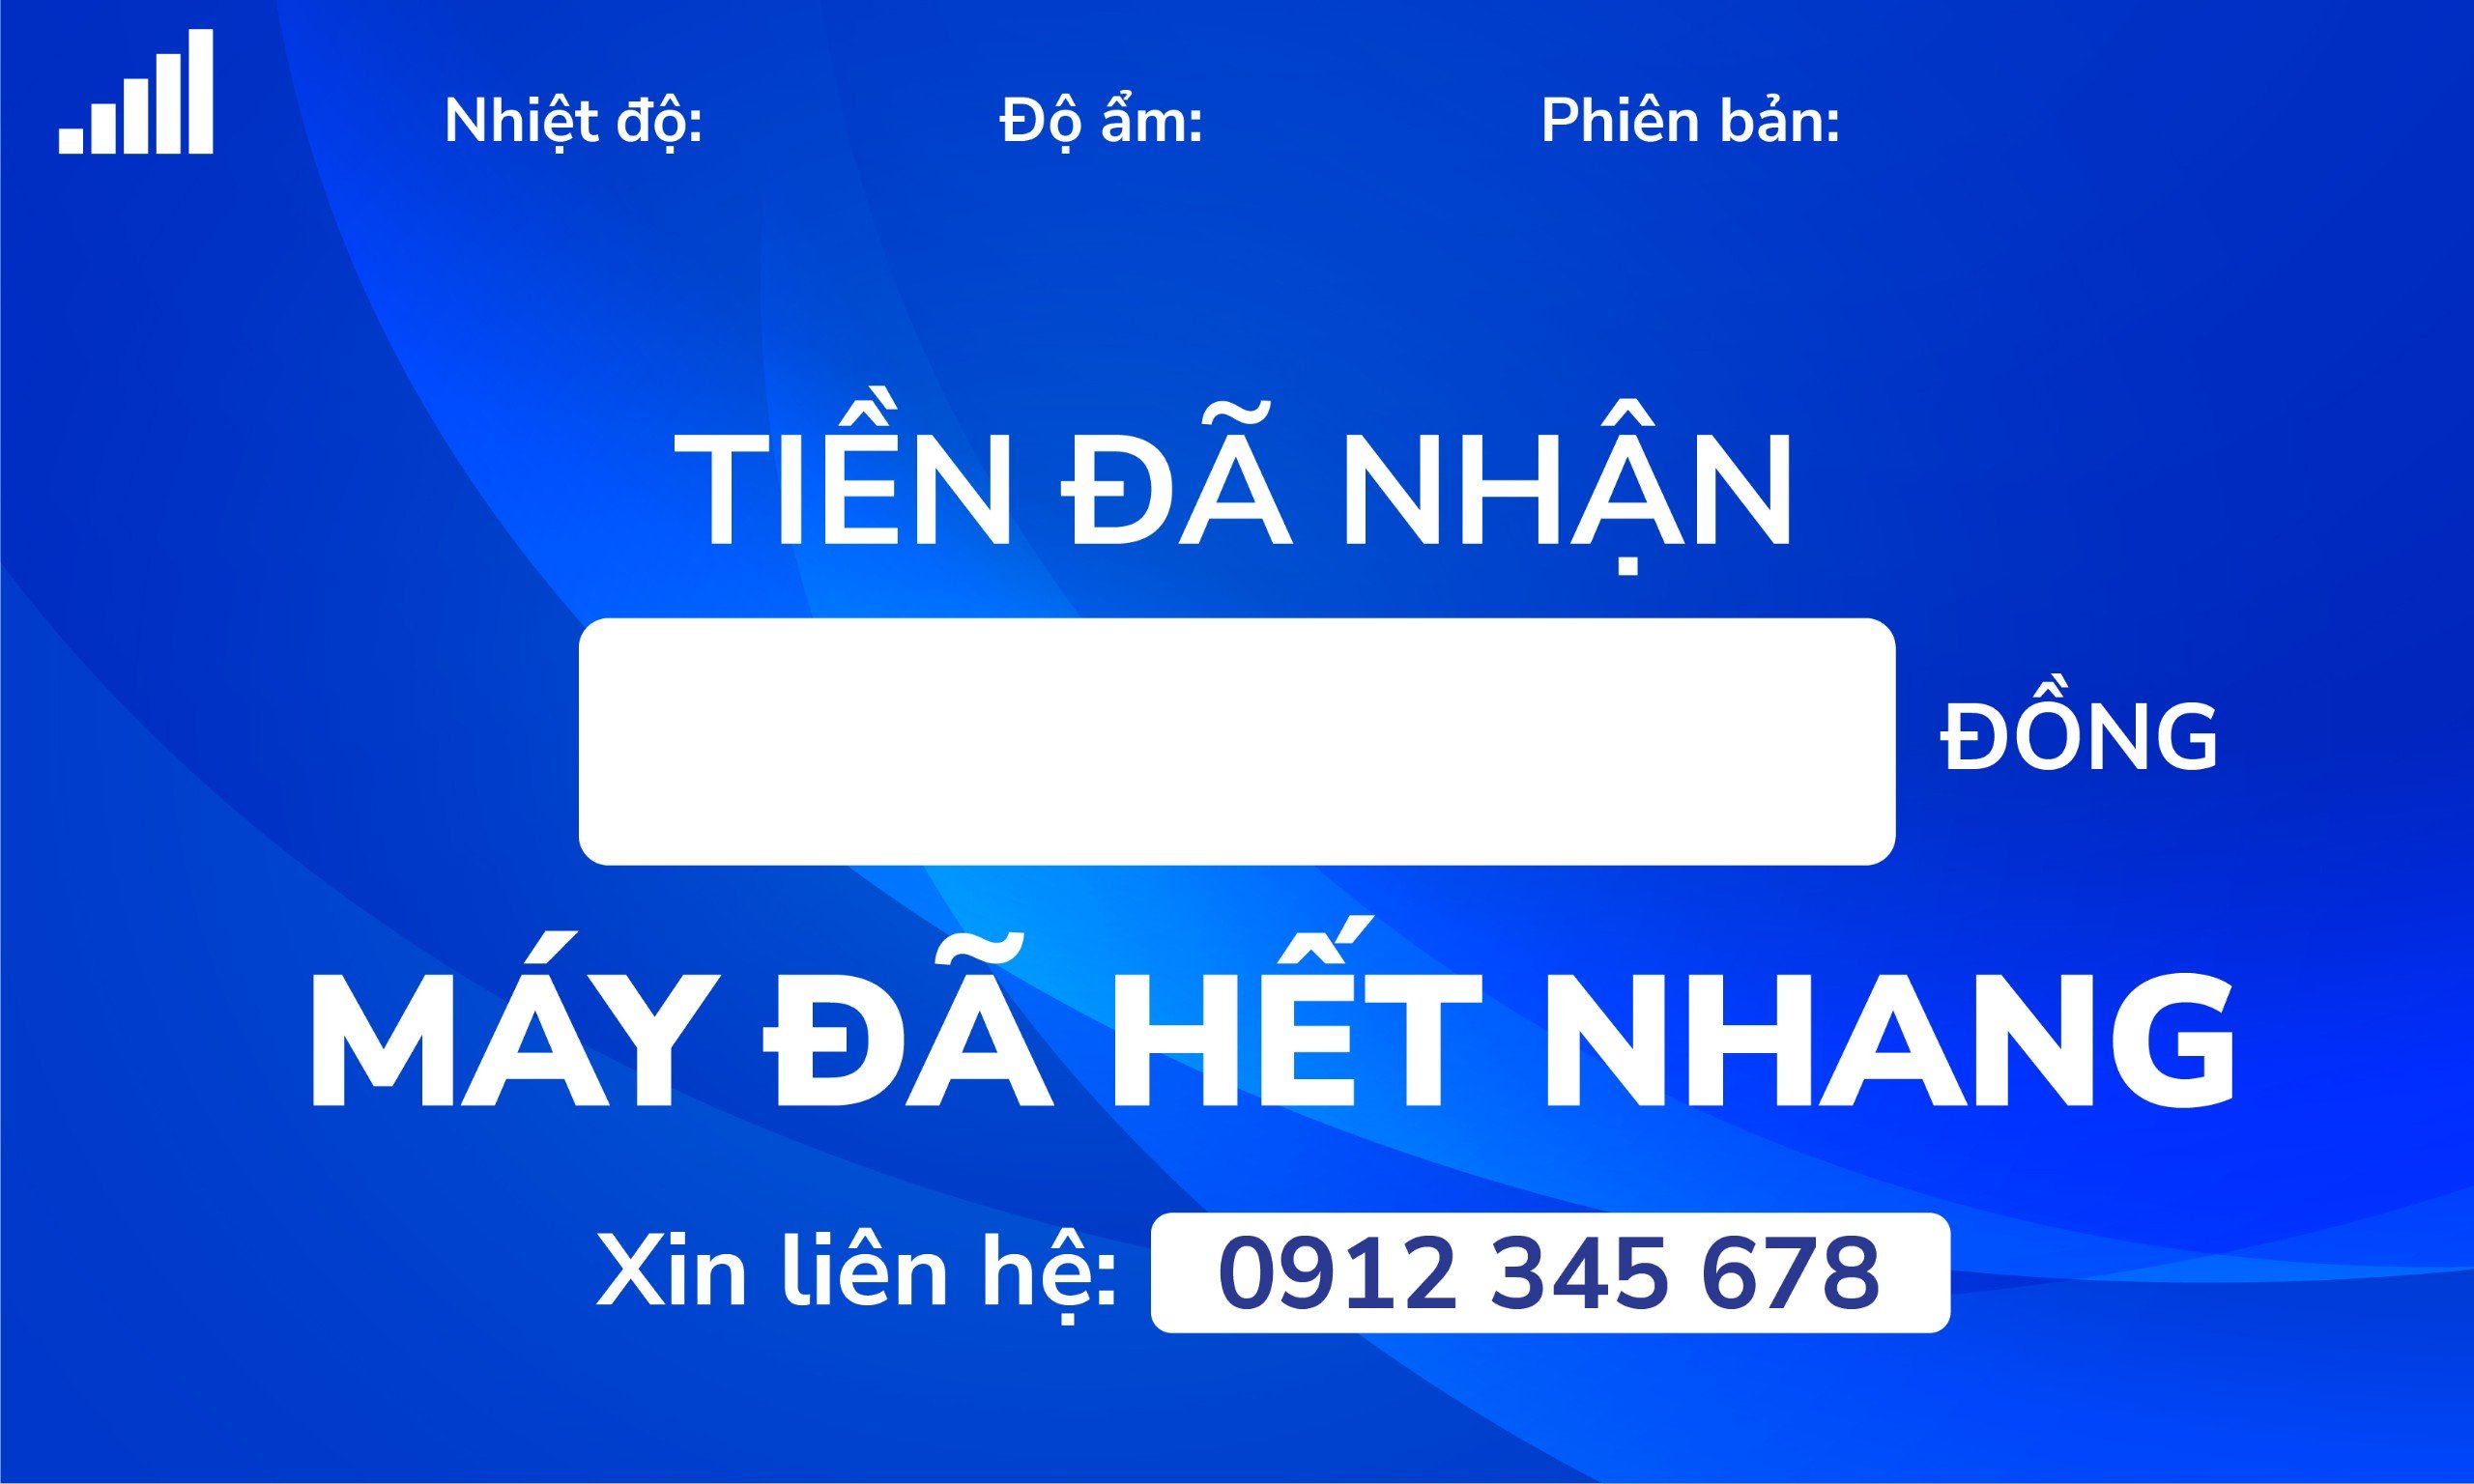 Nhiệt độ: Độ ẩm: Phiên bản:
TIỀN ĐÃ NHẬN
ĐỒNG
MÁY ĐÃ HẾT NHANG
Xin liên hệ: 0912 345 678